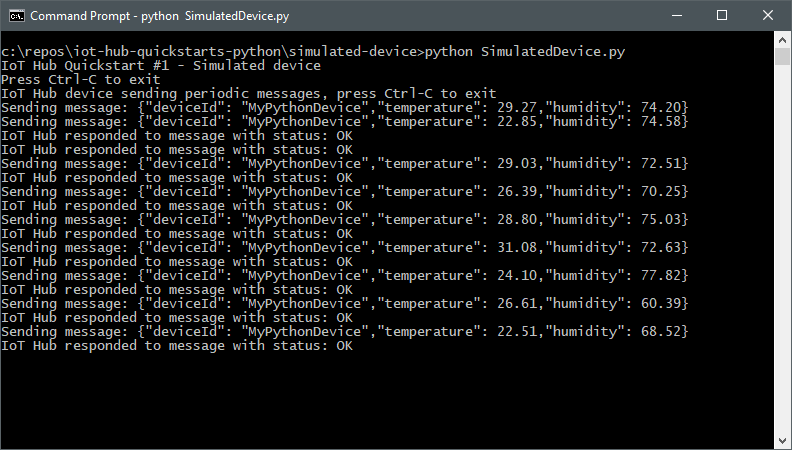 Command Prompt - python  SimulatedDevice.py
c:\repos\iot-hub-quickstarts-python\simulated-device>python SimulatedDevice.py
IoT Hub Quickstart #1 - Simulated device
Press Ctrl-C to exit
IoT Hub device sending periodic messages, press Ctrl-C to exit
Sending message: {"deviceId": "MyPythonDevice","temperature": 29.27,"humidity": 74.20}
Sending message: {"deviceId": "MyPythonDevice","temperature": 22.85,"humidity": 74.58}
IoT Hub responded to message with status: OK
IoT Hub responded to message with status: OK
Sending message: {"deviceId": "MyPythonDevice","temperature": 29.03,"humidity": 72.51}
IoT Hub responded to message with status: OK
Sending message: {"deviceId": "MyPythonDevice","temperature": 26.39,"humidity": 70.25}
IoT Hub responded to message with status: OK
Sending message: {"deviceId": "MyPythonDevice","temperature": 28.80,"humidity": 75.03}
IoT Hub responded to message with status: OK
Sending message: {"deviceId": "MyPythonDevice","temperature": 31.08,"humidity": 72.63}
IoT Hub responded to message with status: OK
Sending message: {"deviceId": "MyPythonDevice","temperature": 24.10,"humidity": 77.82}
IoT Hub responded to message with status: OK
Sending message: {"deviceId": "MyPythonDevice","temperature": 26.61,"humidity": 60.39}
IoT Hub responded to message with status: OK
Sending message: {"deviceId": "MyPythonDevice","temperature": 22.51,"humidity": 68.52}
IoT Hub responded to message with status: OK